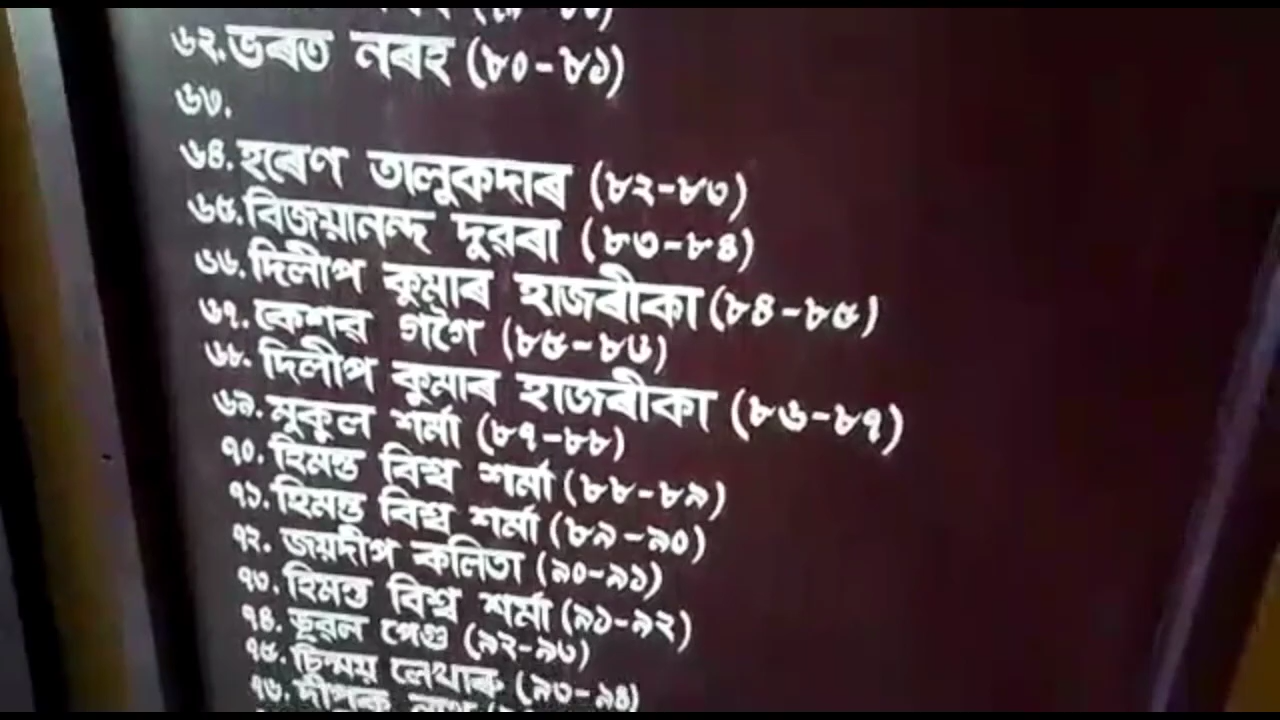 ৬২. ভৰত নৰহ (৮০-৮১)
৬৩.
৬৪. হৰেণ তালুকদাৰ (৮২-৮৩)
৬৫. বিজয়ানন্দ দুৱৰা (৮৩-৮৪)
৬৬. দিলীপ কুমাৰ হাজৰীকা (৮৪-৮৫)
৬৭. কেশৱ গগৈ (৮৫-৮৬)
৬৮. দিলীপ কুমাৰ হাজৰীকা (৮৬-৮৭)
৬৯. মুকুল শৰ্মা (৮৭-৮৮)
৭০. হিমন্ত বিশ্ব শৰ্মা (৮৮-৮৯)
৭১. হিমন্ত বিশ্ব শৰ্মা (৮৯-৯০)
৭২. জয়দীপ কলিতা (৯০-৯১)
৭৩. হিমন্ত বিশ্ব শৰ্মা (৯১-৯২)
৭৪. ভূৱল পেগু (৯২-৯৩)
৭৫. চিন্ময় লেখাৰু (৯৩-৯৪)
৭৬. দীপক